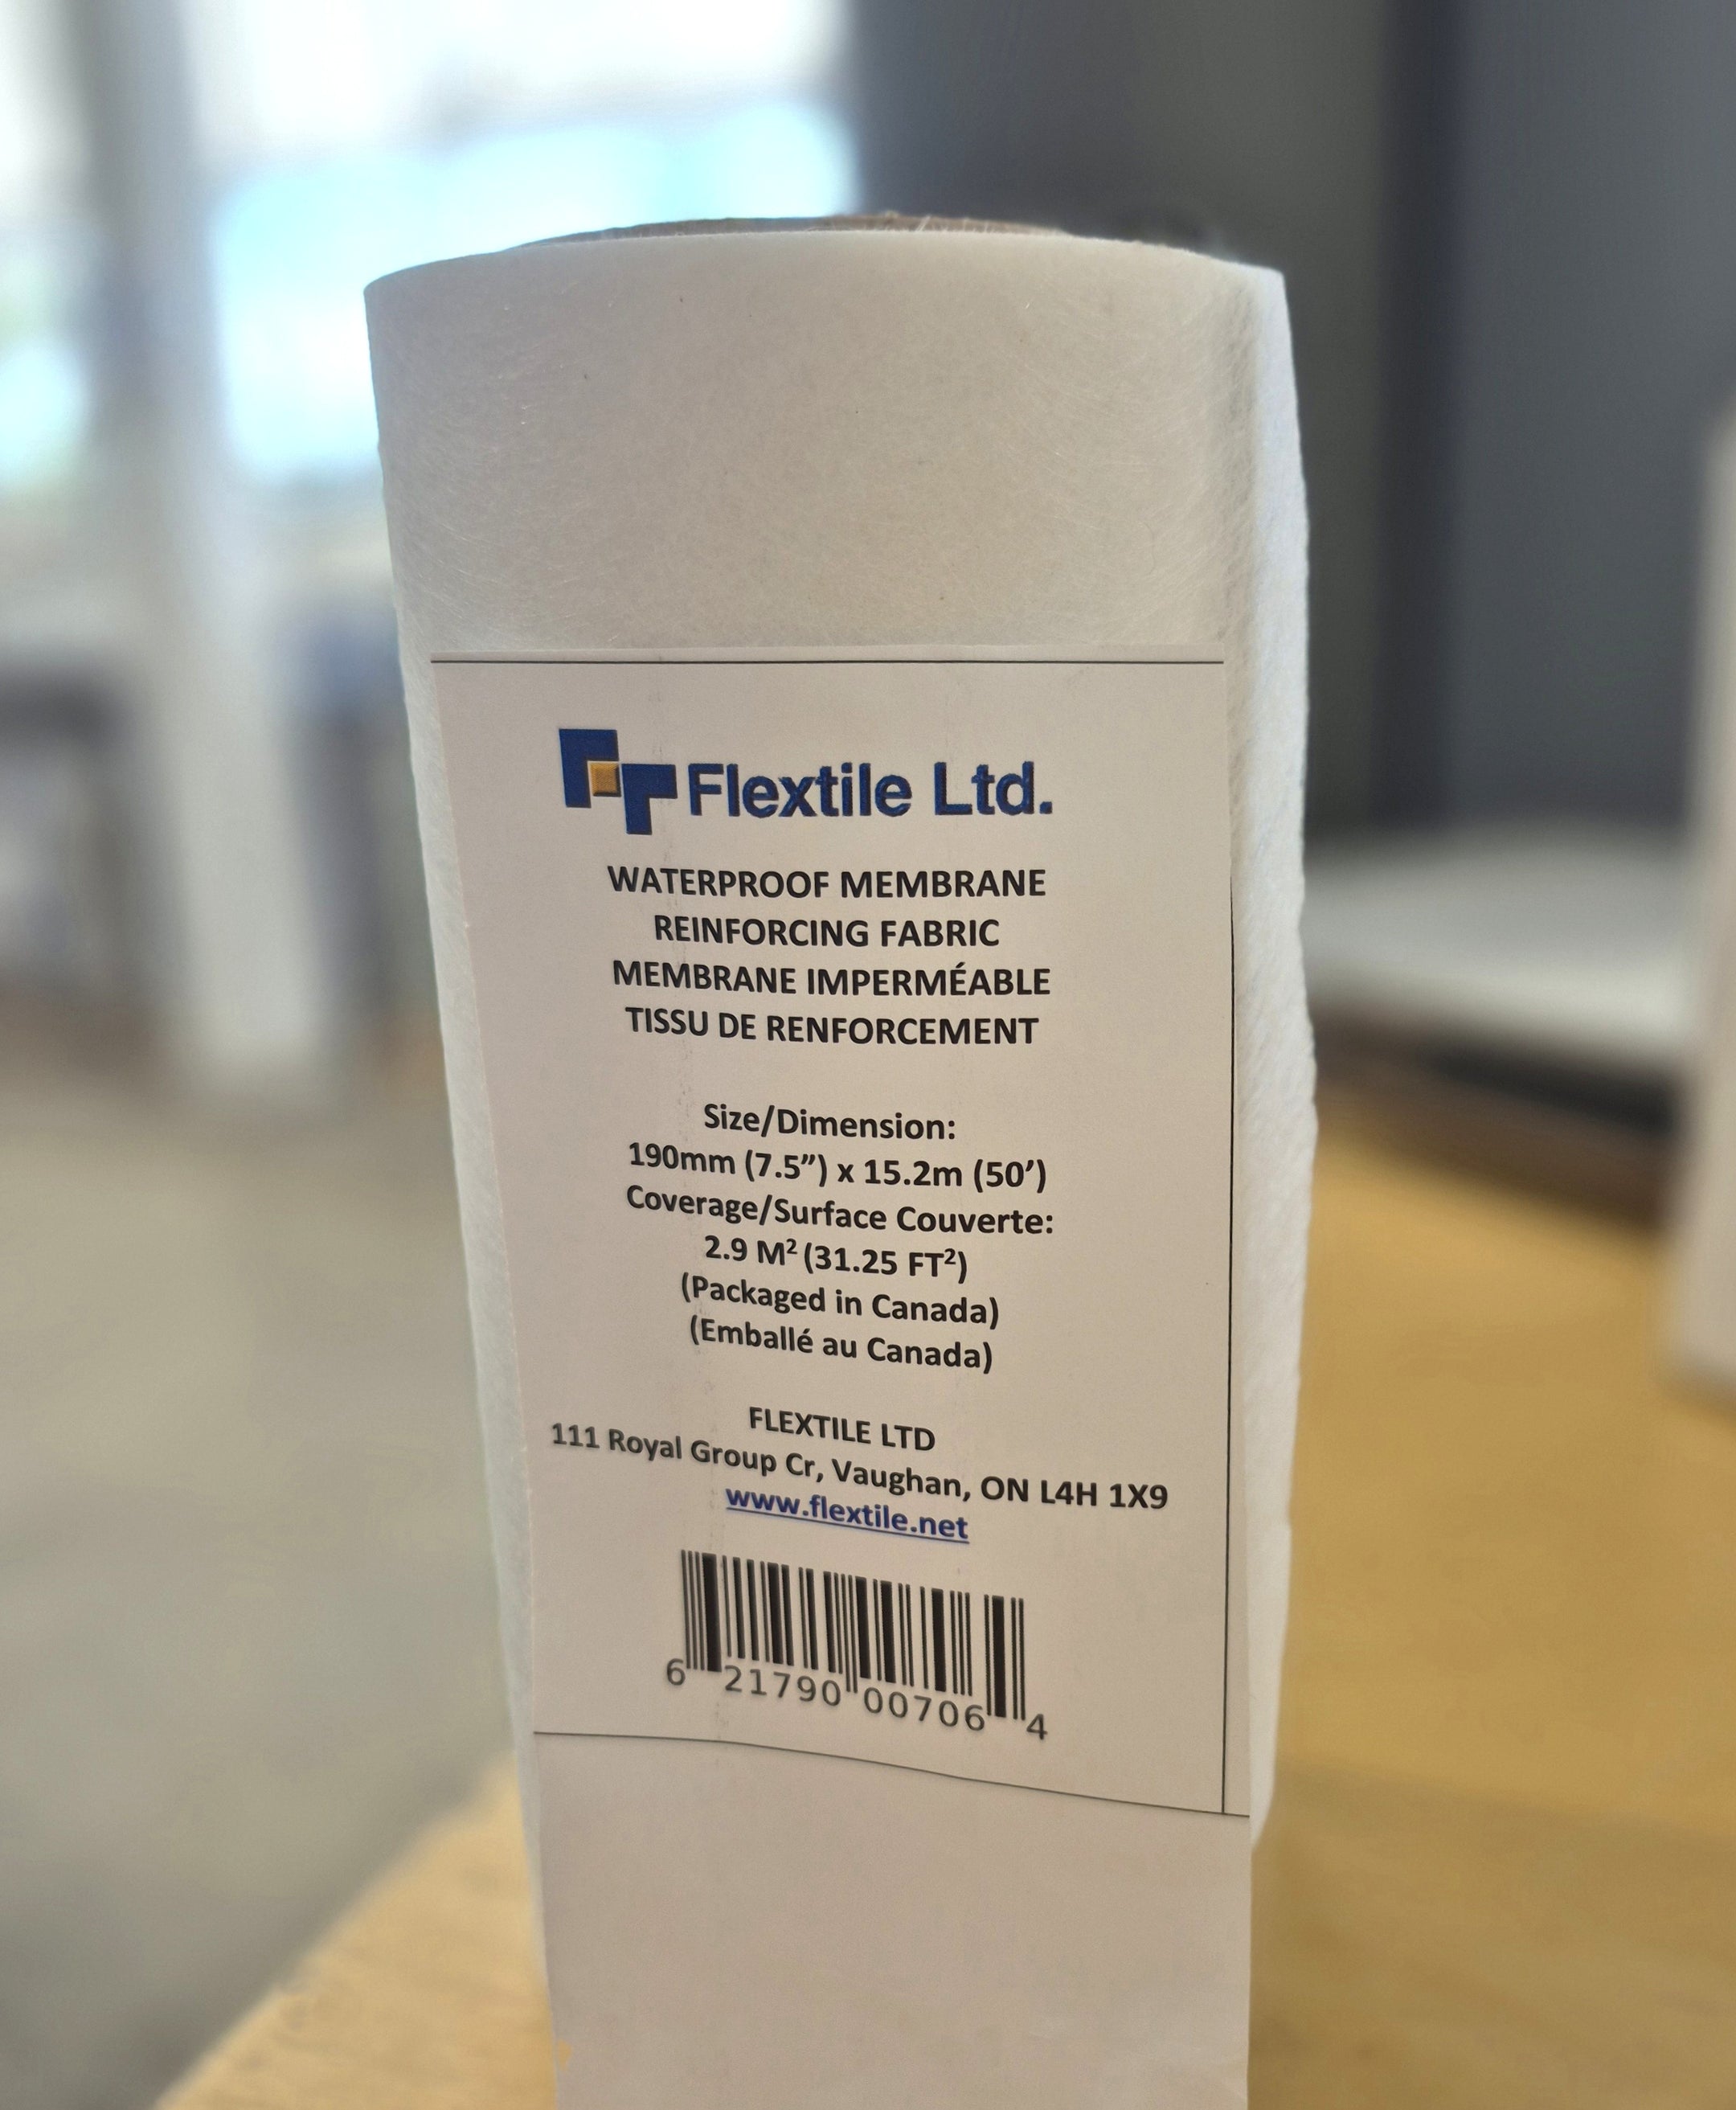 Flextile Ltd.
WATERPROOF MEMBRANE
REINFORCING FABRIC
MEMBRANE IMPERMÉABLE
TISSU DE RENFORCEMENT
Size/Dimension:
190mm (7.5”) x 15.2m (50’)
Coverage/Surface Couverte:
2.9 M² (31.25 FT²)
(Packaged in Canada)
(Emballé au Canada)
FLEXTILE LTD
111 Royal Group Cr, Vaughan, ON L4H 1X9
www.flextile.net
6 21790 00706 4